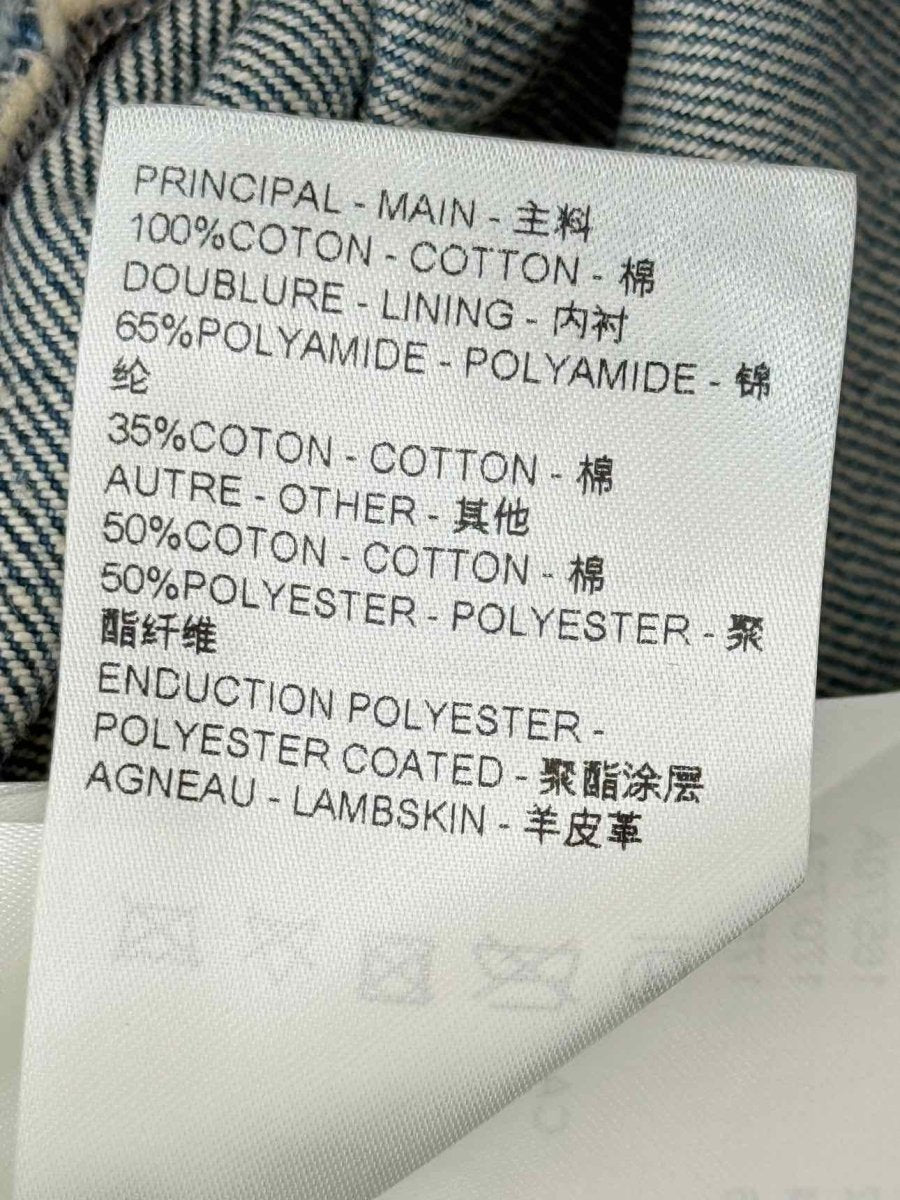 PRINCIPAL - MAIN - 主料
100%COTON - COTTON - 棉
DOUBLURE - LINING - 内衬
65%POLYAMIDE - POLYAMIDE - 锦
纶
35%COTON - COTTON - 棉
AUTRE - OTHER - 其他
50%COTON - COTTON - 棉
50%POLYESTER - POLYESTER - 聚
酯纤维
ENDUCTION POLYESTER -
POLYESTER COATED - 聚酯涂层
AGNEAU - LAMBSKIN - 羊皮革